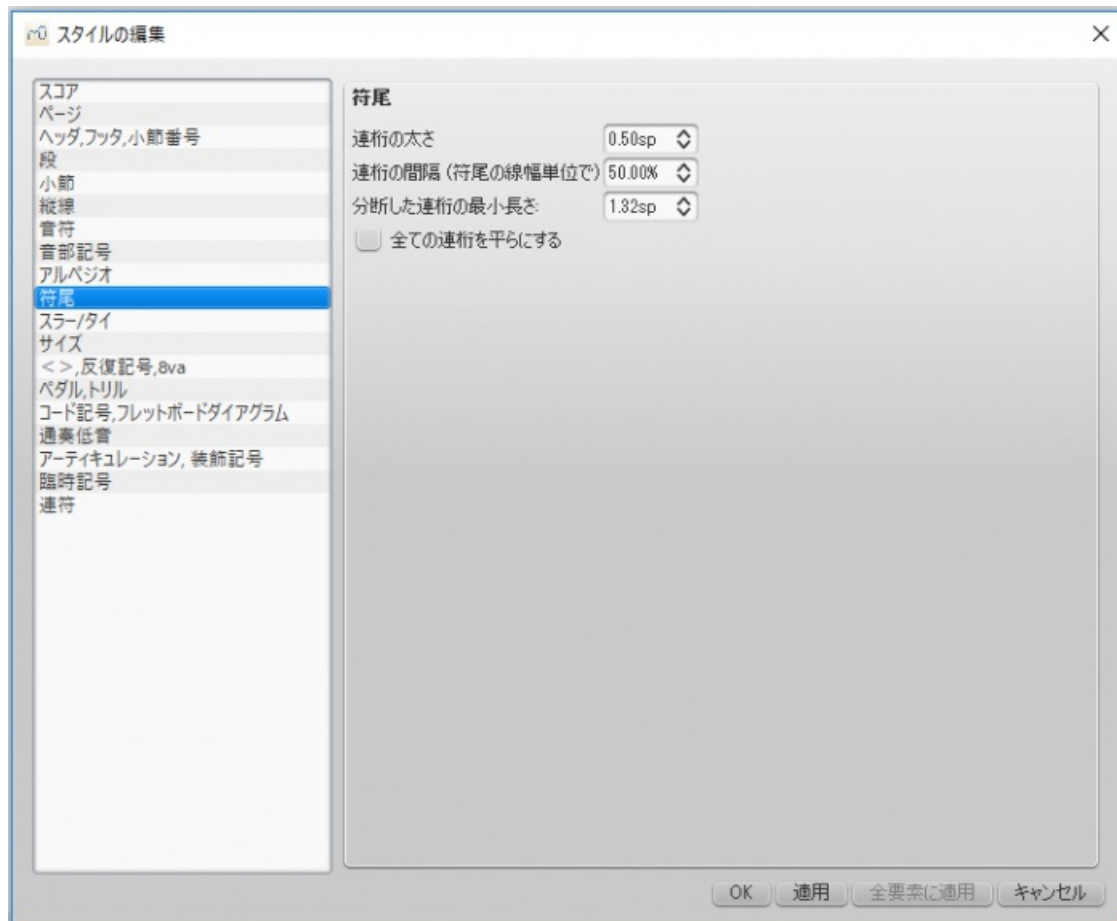 スタイルの編集
スコア
ページ
ヘッダ,フッタ,小節番号
段
小節
縦線
音符
音部記号
アルペジオ
符尾
スラー/タイ
サイズ
< >,反復記号,8va
ペダル,トリル
コード記号,フレットボードダイアグラム
通奏低音
アーティキュレーション, 装飾記号
臨時記号
連符
符尾
連桁の太さ 0.50sp
連桁の間隔 (符尾の線幅単位で) 50.00%
分断した連桁の最小長さ: 1.32sp
全ての連桁を平らにする
OK 適用 全要素に適用 キャンセル